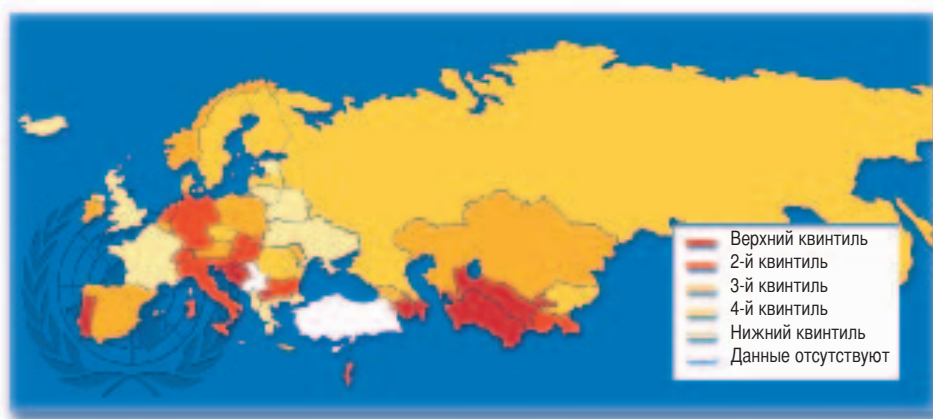 Верхний квинтиль
2-й квинтиль
3-й квинтиль
4-й квинтиль
Нижний квинтиль
Данные отсутствуют